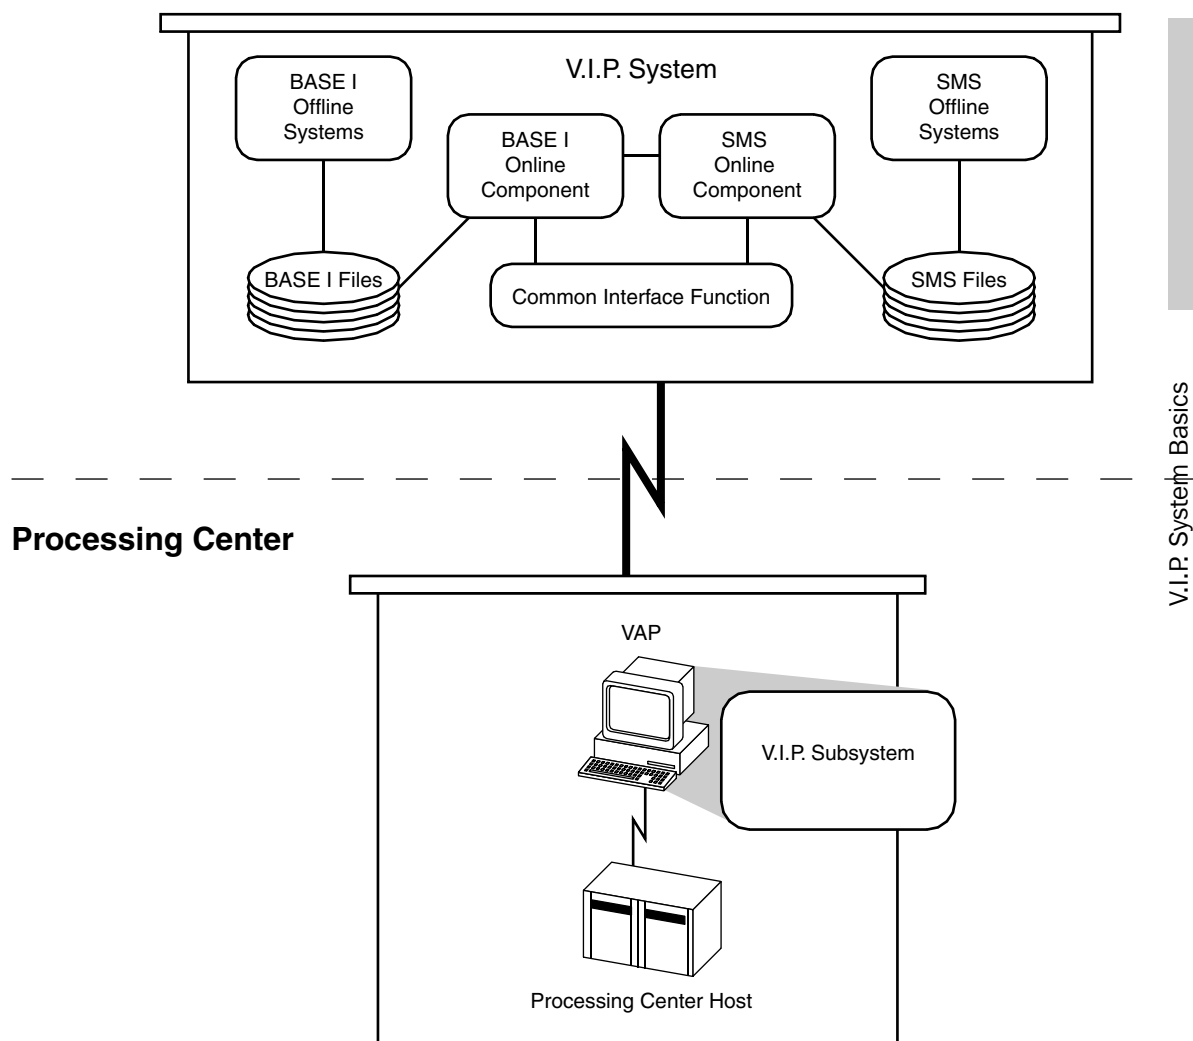 V.I.P. System
BASE I
Offline
Systems
SMS
Offline
Systems
BASE I
Online
Component
SMS
Online
Component
BASE I Files
Common Interface Function
SMS Files
V.I.P. System Basics
Processing Center
VAP
V.I.P. Subsystem
Processing Center Host